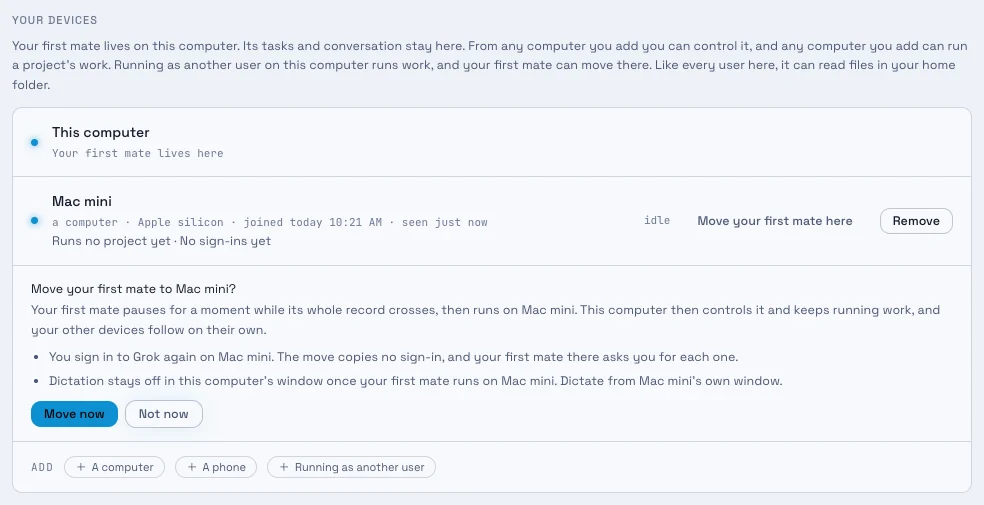 YOUR DEVICES
Your first mate lives on this computer. Its tasks and conversation stay here. From any computer you add you can control it, and any computer you add can run
a project's work. Running as another user on this computer runs work, and your first mate can move there. Like every user here, it can read files in your home
folder.
This computer
Your first mate lives here
Mac mini
a computer · Apple silicon · joined today 10:21 AM · seen just now
Runs no project yet · No sign-ins yet
idle
Move your first mate here
Remove
Move your first mate to Mac mini?
Your first mate pauses for a moment while its whole record crosses, then runs on Mac mini. This computer then controls it and keeps running work, and
your other devices follow on their own.
• You sign in to Grok again on Mac mini. The move copies no sign-in, and your first mate there asks you for each one.
• Dictation stays off in this computer's window once your first mate runs on Mac mini. Dictate from Mac mini's own window.
Move now
Not now
ADD
+ A computer
+ A phone
+ Running as another user